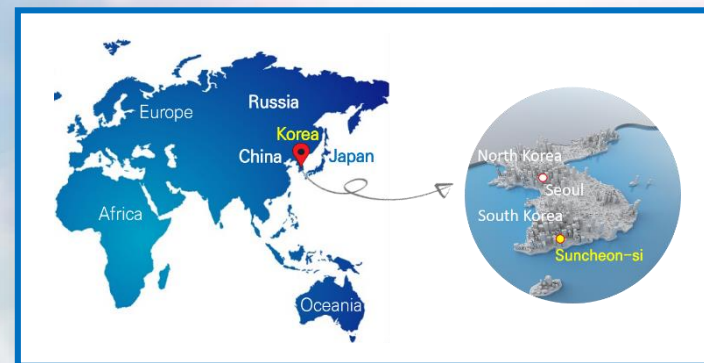 Europe
Russia
Korea
China
Japan
Africa
Oceania
North Korea
Seoul
South Korea
Suncheon-si